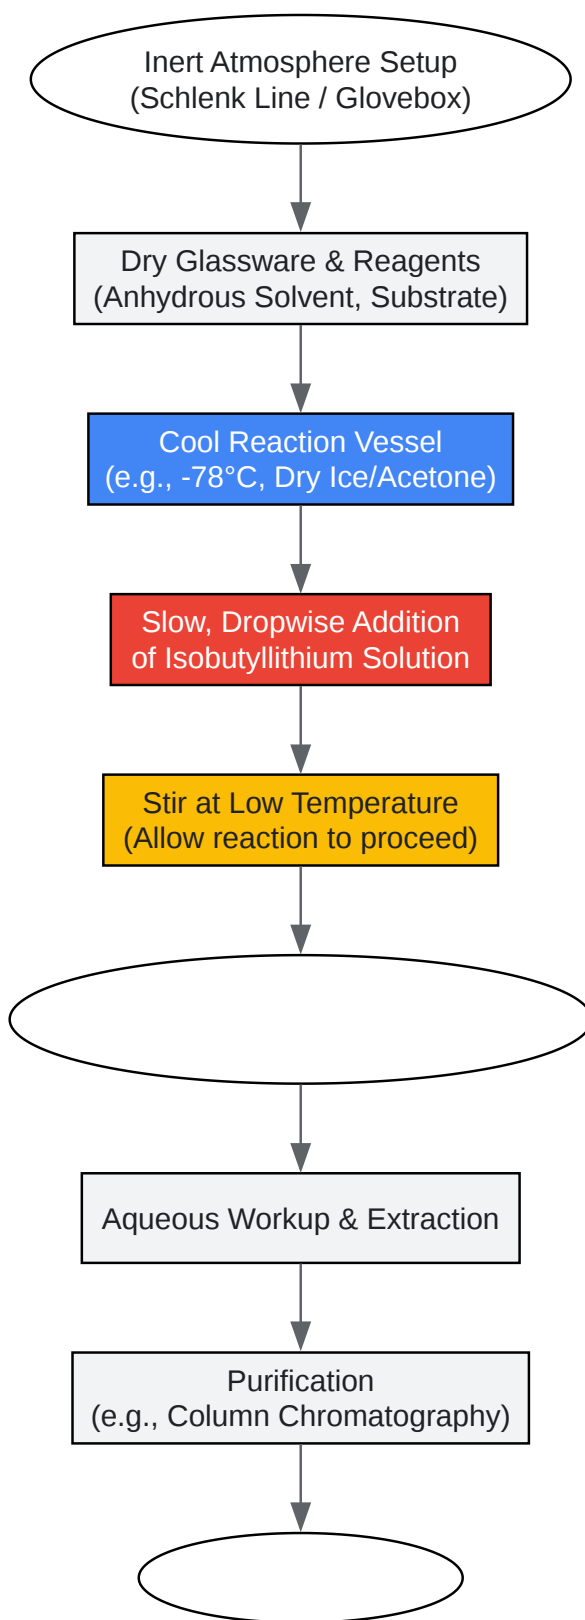 Inert Atmosphere Setup
(Schlenk Line / Glovebox)
Dry Glassware & Reagents
(Anhydrous Solvent, Substrate)
Cool Reaction Vessel
(e.g., -78°C, Dry Ice/Acetone)
Slow, Dropwise Addition
of Isobutyllithium Solution
Stir at Low Temperature
(Allow reaction to proceed)
Aqueous Workup & Extraction
Purification
(e.g., Column Chromatography)